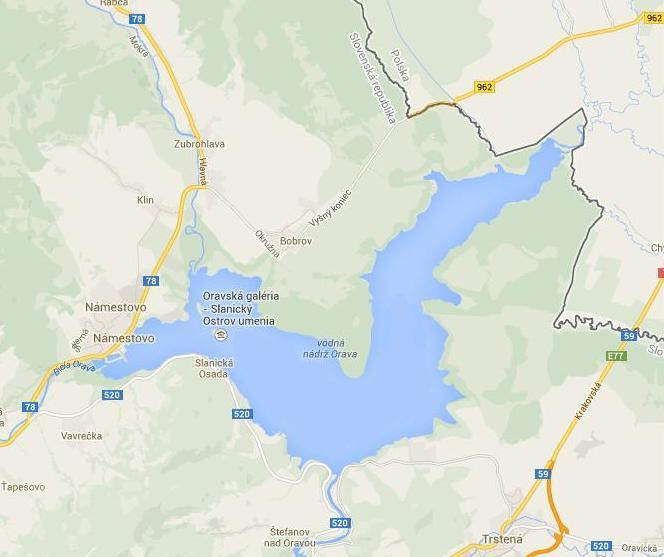 Rabča
78
962
Mokrá
Polska
Slovenská republika
962
Zubrohlava
Hlavná
Klin
Vyšný koniec
Okružná
Bobrov
78
59
E77
Oravská galéria
- Slanický
Ostrov umenia
Námestovo
Námestovo
vodná
nádrž Orava
Slanická
Osada
Biela Orava
520
78
520
Krakovská
Vavrečka
59
Ťapešovo
520
Štefanov
nad Oravou
Trstená
520
Oravická